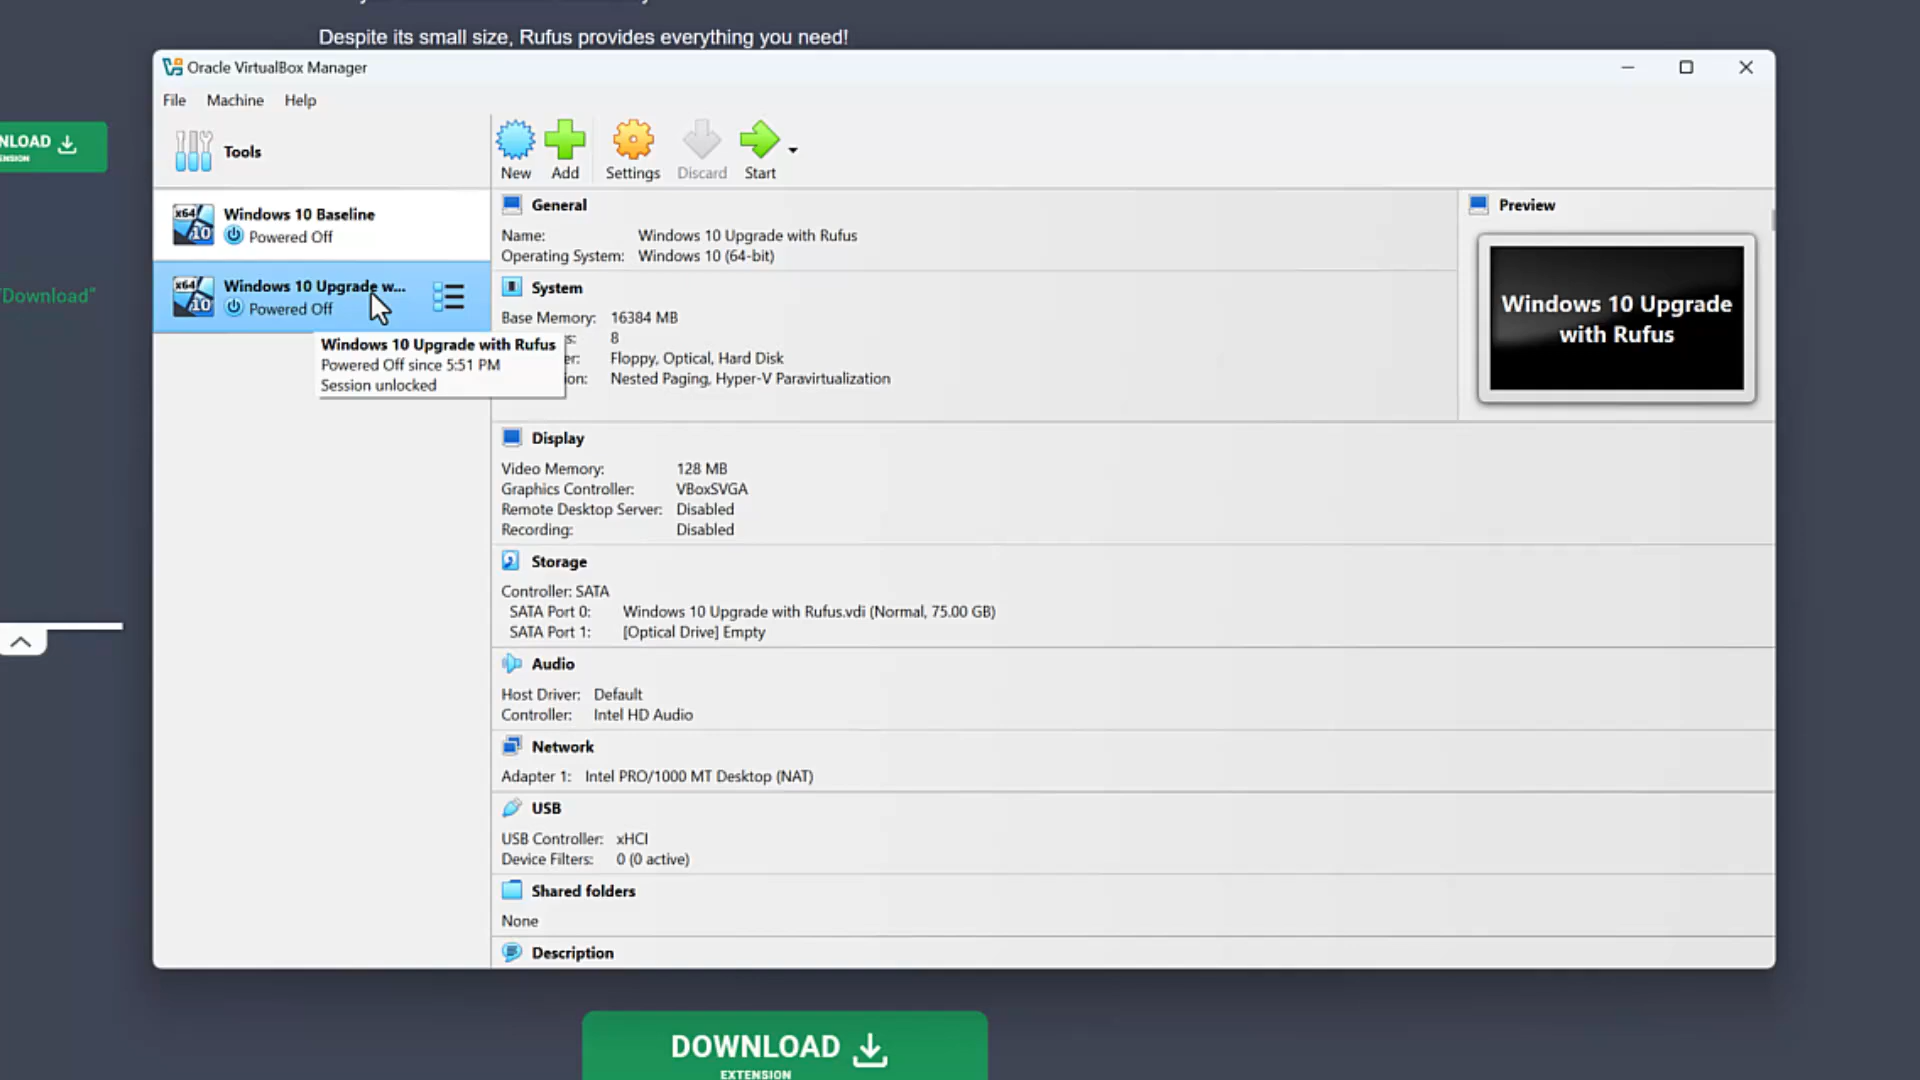 Despite its small size, Rufus provides everything you need!
Oracle VirtualBox Manager
File Machine Help
NLOAD
ENSION
Tools
New Add Settings Discard Start
Windows 10 Baseline
Powered Off
Windows 10 Upgrade w...
Powered Off
Windows 10 Upgrade with Rufus
Powered Off since 5:51 PM
Session unlocked
"Download"
General
Name: Windows 10 Upgrade with Rufus
Operating System: Windows 10 (64-bit)
Preview
Windows 10 Upgrade
with Rufus
System
Base Memory: 16384 MB
s: 8
er: Floppy, Optical, Hard Disk
ion: Nested Paging, Hyper-V Paravirtualization
Display
Video Memory: 128 MB
Graphics Controller: VBoxSVGA
Remote Desktop Server: Disabled
Recording: Disabled
Storage
Controller: SATA
SATA Port 0: Windows 10 Upgrade with Rufus.vdi (Normal, 75.00 GB)
SATA Port 1: [Optical Drive] Empty
Audio
Host Driver: Default
Controller: Intel HD Audio
Network
Adapter 1: Intel PRO/1000 MT Desktop (NAT)
USB
USB Controller: xHCI
Device Filters: 0 (0 active)
Shared folders
None
Description
DOWNLOAD
EXTENSION